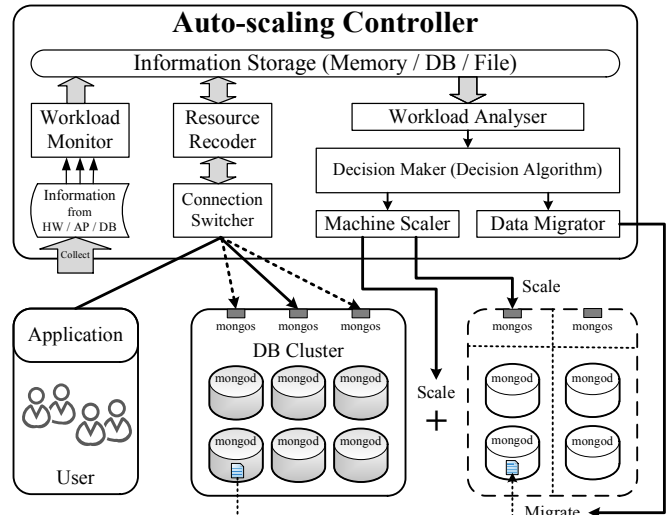 Auto-scaling Controller
Information Storage (Memory / DB / File)
Workload
Monitor
Resource
Recoder
Workload Analyser
Decision Maker (Decision Algorithm)
Information
from
HW / AP / DB
Connection
Switcher
Machine Scaler
Data Migrator
Collect
Scale
Application
mongos
mongos
mongos
mongos
mongos
DB Cluster
mongod
mongod
mongod
mongod
mongod
Scale
+
mongod
mongod
mongod
mongod
mongod
User
Migrate